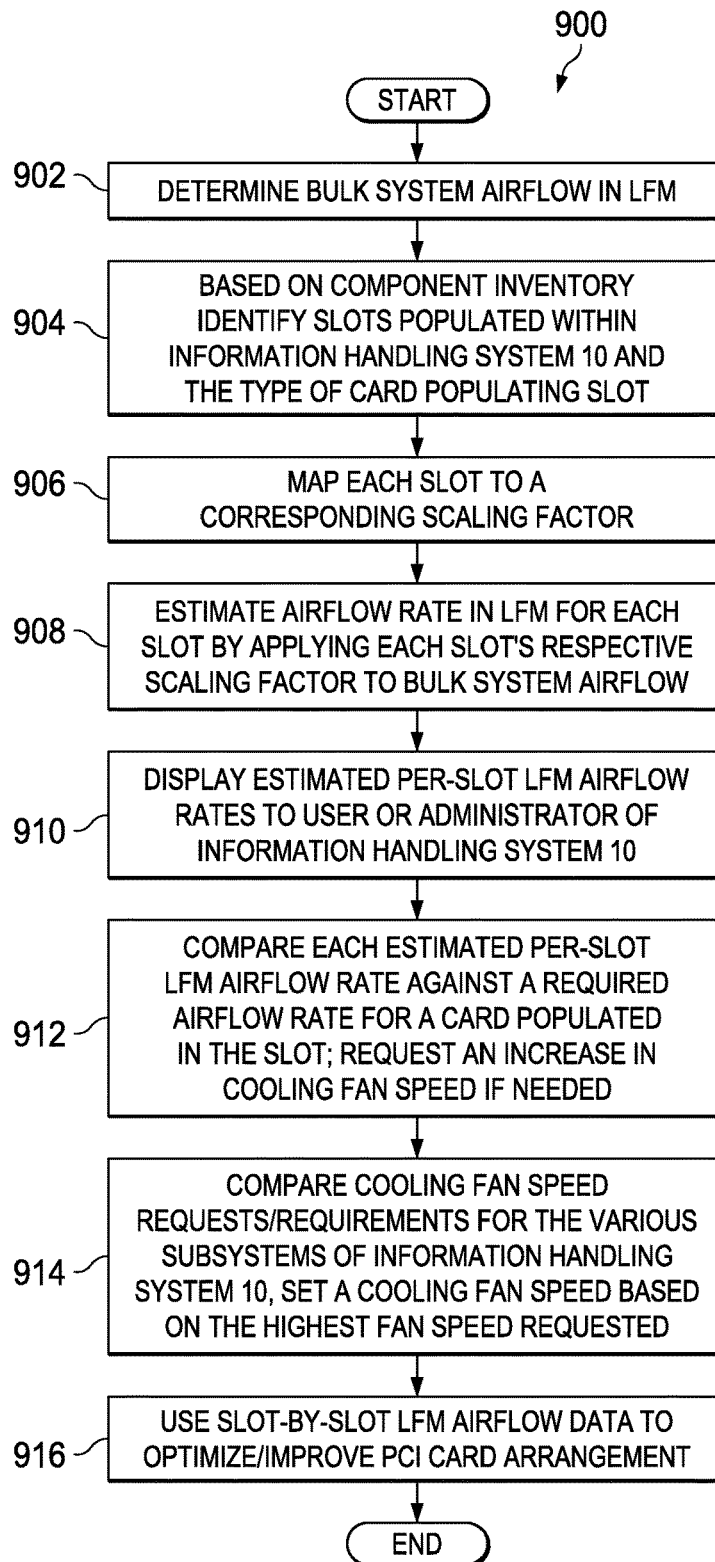 900
START
902
DETERMINE BULK SYSTEM AIRFLOW IN LFM
904
BASED ON COMPONENT INVENTORY
IDENTIFY SLOTS POPULATED WITHIN
INFORMATION HANDLING SYSTEM 10 AND
THE TYPE OF CARD POPULATING SLOT
906
MAP EACH SLOT TO A
CORRESPONDING SCALING FACTOR
908
ESTIMATE AIRFLOW RATE IN LFM FOR EACH
SLOT BY APPLYING EACH SLOT'S RESPECTIVE
SCALING FACTOR TO BULK SYSTEM AIRFLOW
910
DISPLAY ESTIMATED PER-SLOT LFM AIRFLOW
RATES TO USER OR ADMINISTRATOR OF
INFORMATION HANDLING SYSTEM 10
912
COMPARE EACH ESTIMATED PER-SLOT
LFM AIRFLOW RATE AGAINST A REQUIRED
AIRFLOW RATE FOR A CARD POPULATED
IN THE SLOT; REQUEST AN INCREASE IN
COOLING FAN SPEED IF NEEDED
914
COMPARE COOLING FAN SPEED
REQUESTS/REQUIREMENTS FOR THE VARIOUS
SUBSYSTEMS OF INFORMATION HANDLING
SYSTEM 10, SET A COOLING FAN SPEED BASED
ON THE HIGHEST FAN SPEED REQUESTED
916
USE SLOT-BY-SLOT LFM AIRFLOW DATA TO
OPTIMIZE/IMPROVE PCI CARD ARRANGEMENT
END